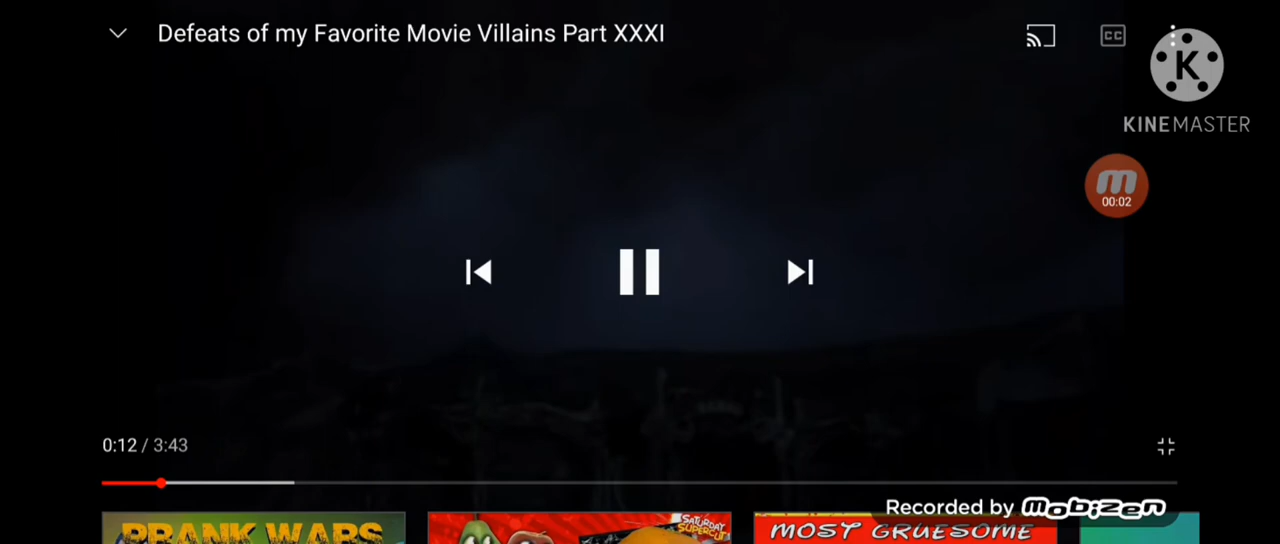 Defeats of my Favorite Movie Villains Part XXXI
CC
K
KINEMASTER
m
00:02
0:12 / 3:43
Recorded by mobizen
PRANK WARS
SATURDAY
SUPERCUT
MOST GRUESOME